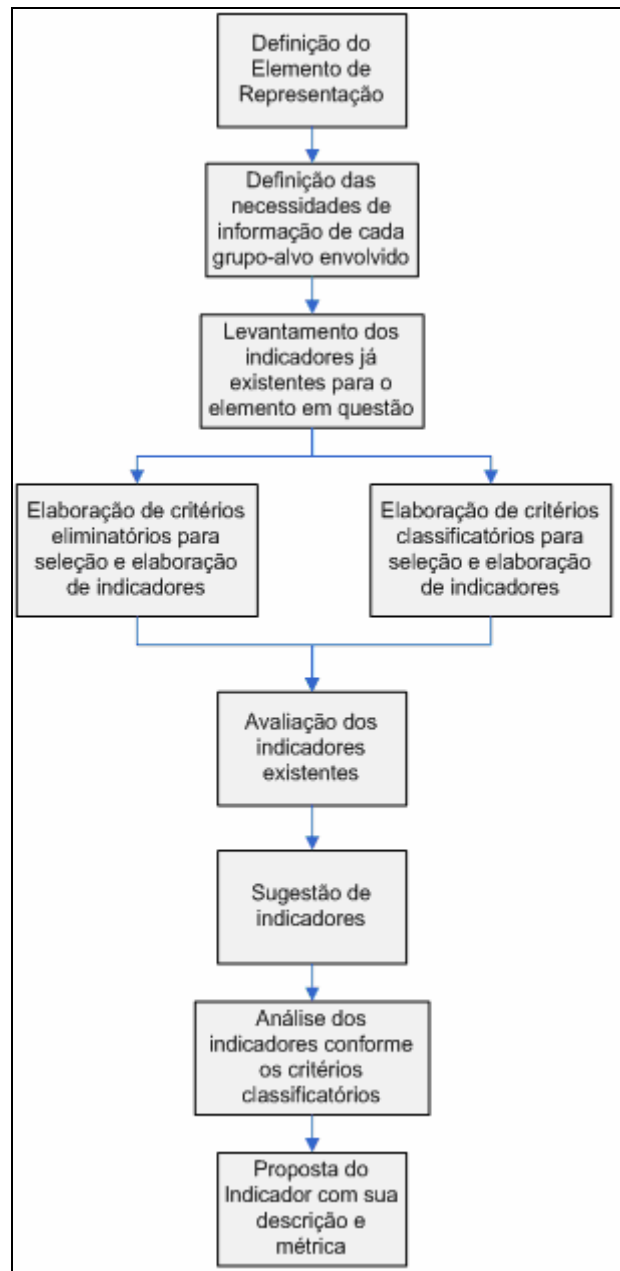 Definição do
Elemento de
Representação
Definição das
necessidades de
informação de cada
grupo-alvo envolvido
Levantamento dos
indicadores já
existentes para o
elemento em questão
Elaboração de critérios
eliminatórios para
seleção e elaboração
de indicadores
Elaboração de critérios
classificatórios para
seleção e elaboração
de indicadores
Avaliação dos
indicadores
existentes
Sugestão de
indicadores
Análise dos
indicadores conforme
os critérios
classificatórios
Proposta do
Indicador com sua
descrição e
métrica